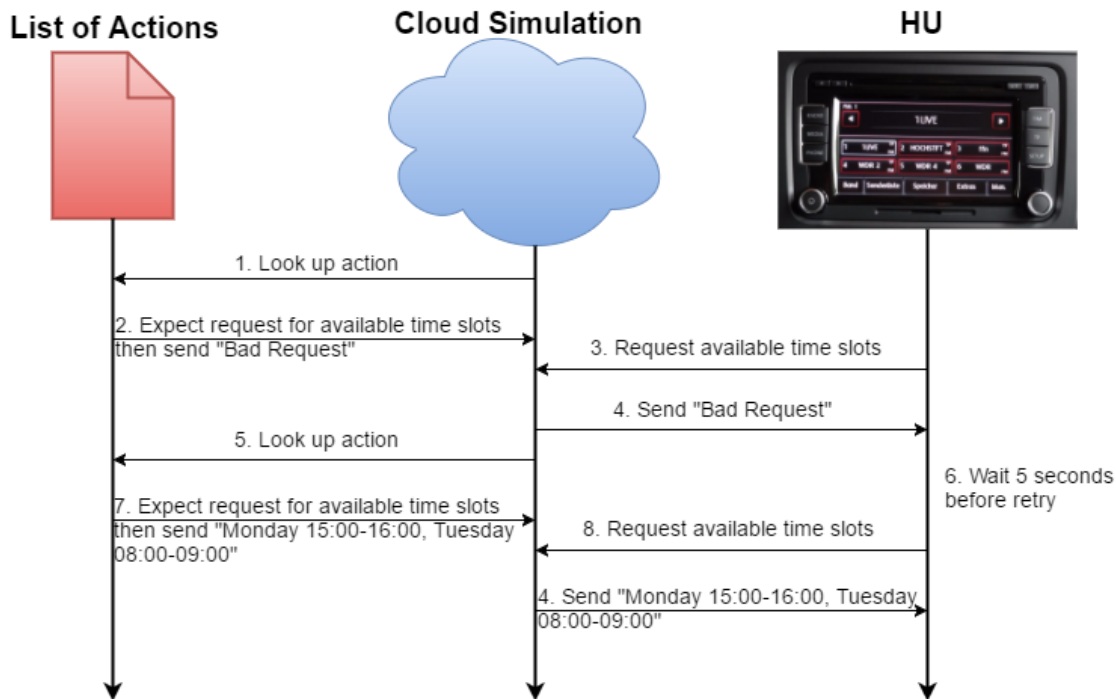 List of Actions
Cloud Simulation
HU
1LIVE
1 1LIVE
2 HOCHSTIFT
3 ffn
4 WDR 2
5 WDR 4
6 WDR
Band
Senderliste
Speicher
Extras
Man.
1. Look up action
2. Expect request for available time slots
then send "Bad Request"
3. Request available time slots
4. Send "Bad Request"
5. Look up action
6. Wait 5 seconds
before retry
7. Expect request for available time slots
then send "Monday 15:00-16:00, Tuesday
08:00-09:00"
8. Request available time slots
4. Send "Monday 15:00-16:00, Tuesday
08:00-09:00"